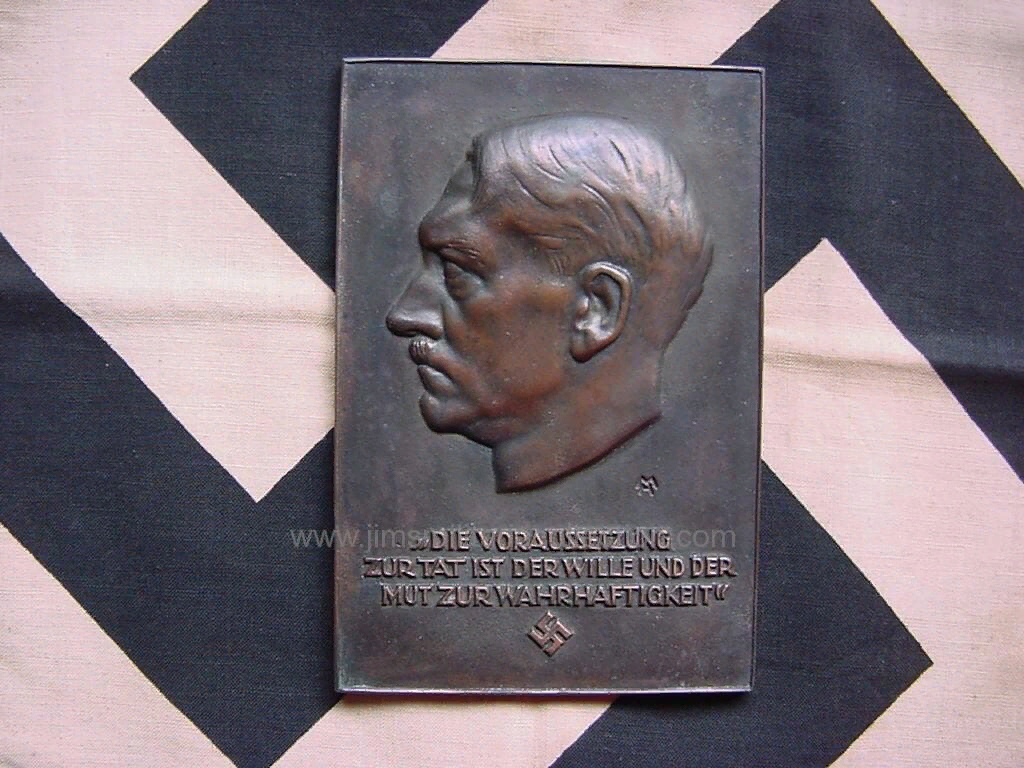 »DIE VORAUSSETZUNG
ZUR TAT IST DER WILLE UND DER
MUT ZUR WAHRHAFTIGKEIT«